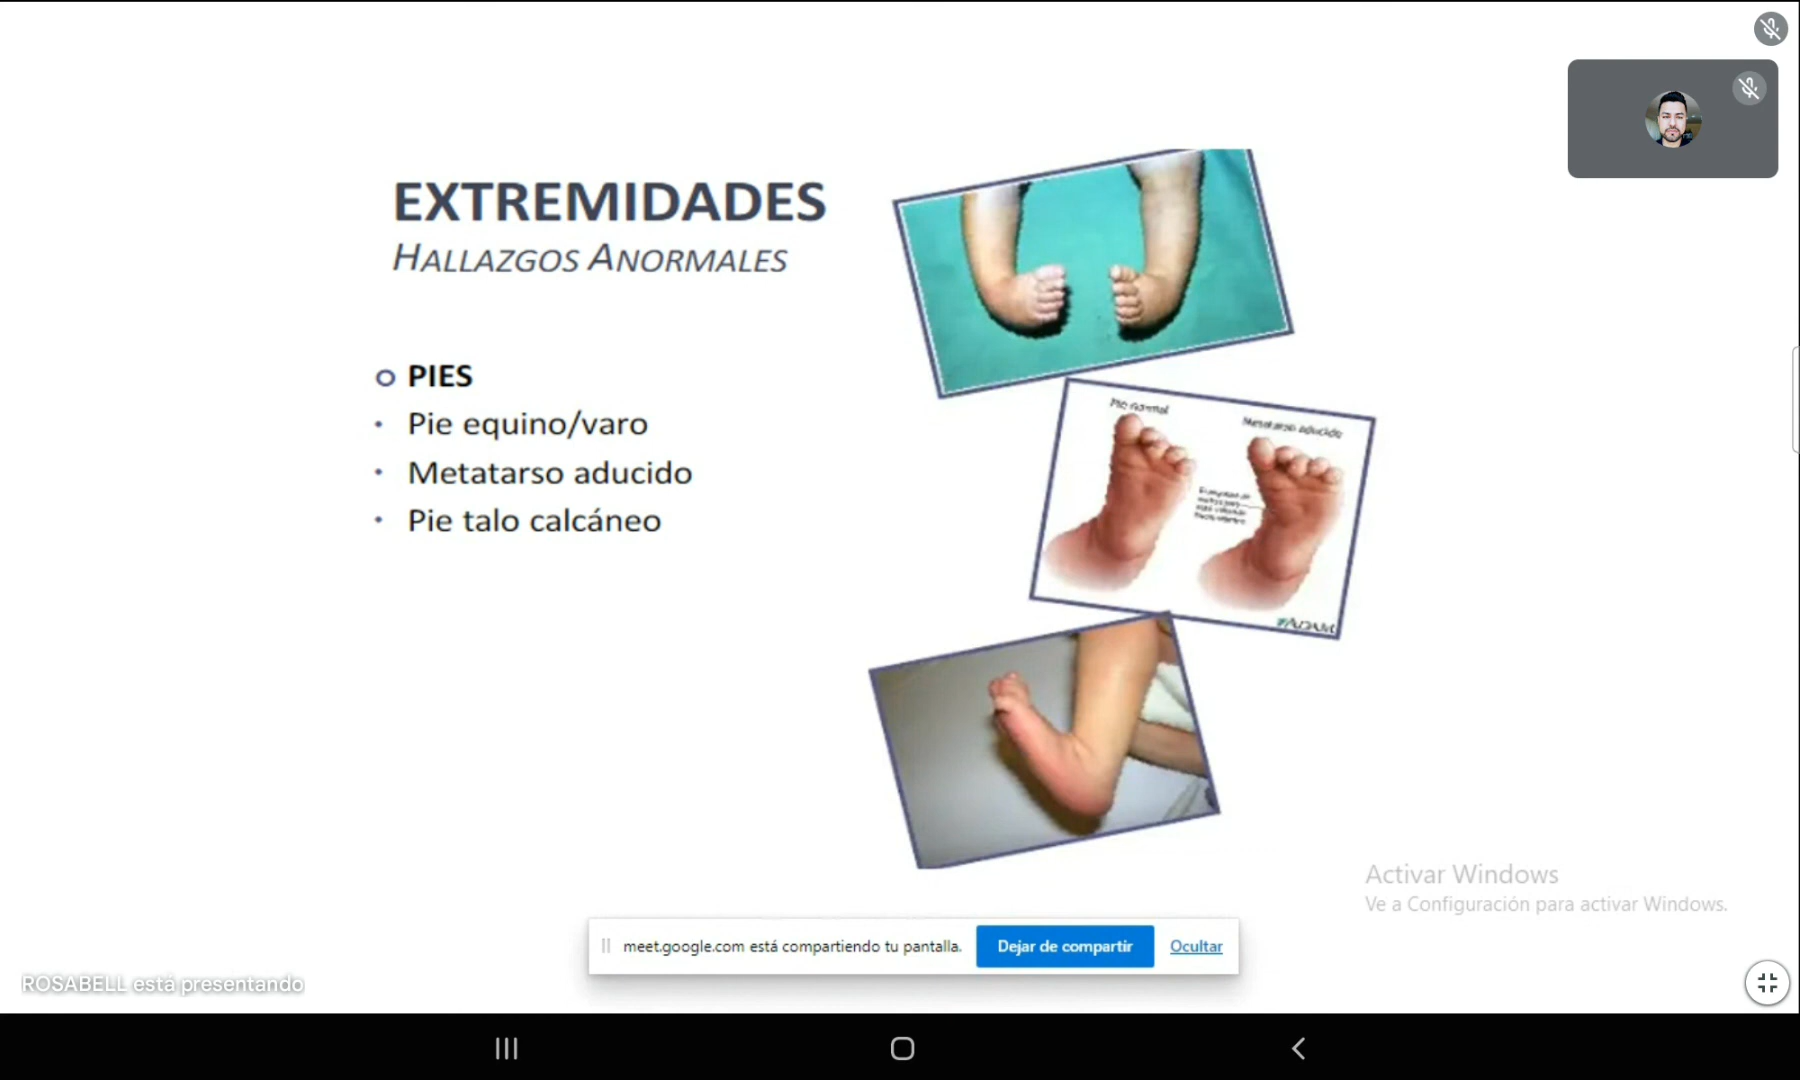 EXTREMIDADES
HALLAZGOS ANORMALES
PIES
Pie equino/varo
Metatarso aducido
Pie talo calcáneo
Pie normal
Metatarso aducido
Activar Windows
Ve a Configuración para activar Windows.
meet.google.com está compartiendo tu pantalla.
Dejar de compartir
Ocultar
ROSABELL está presentando